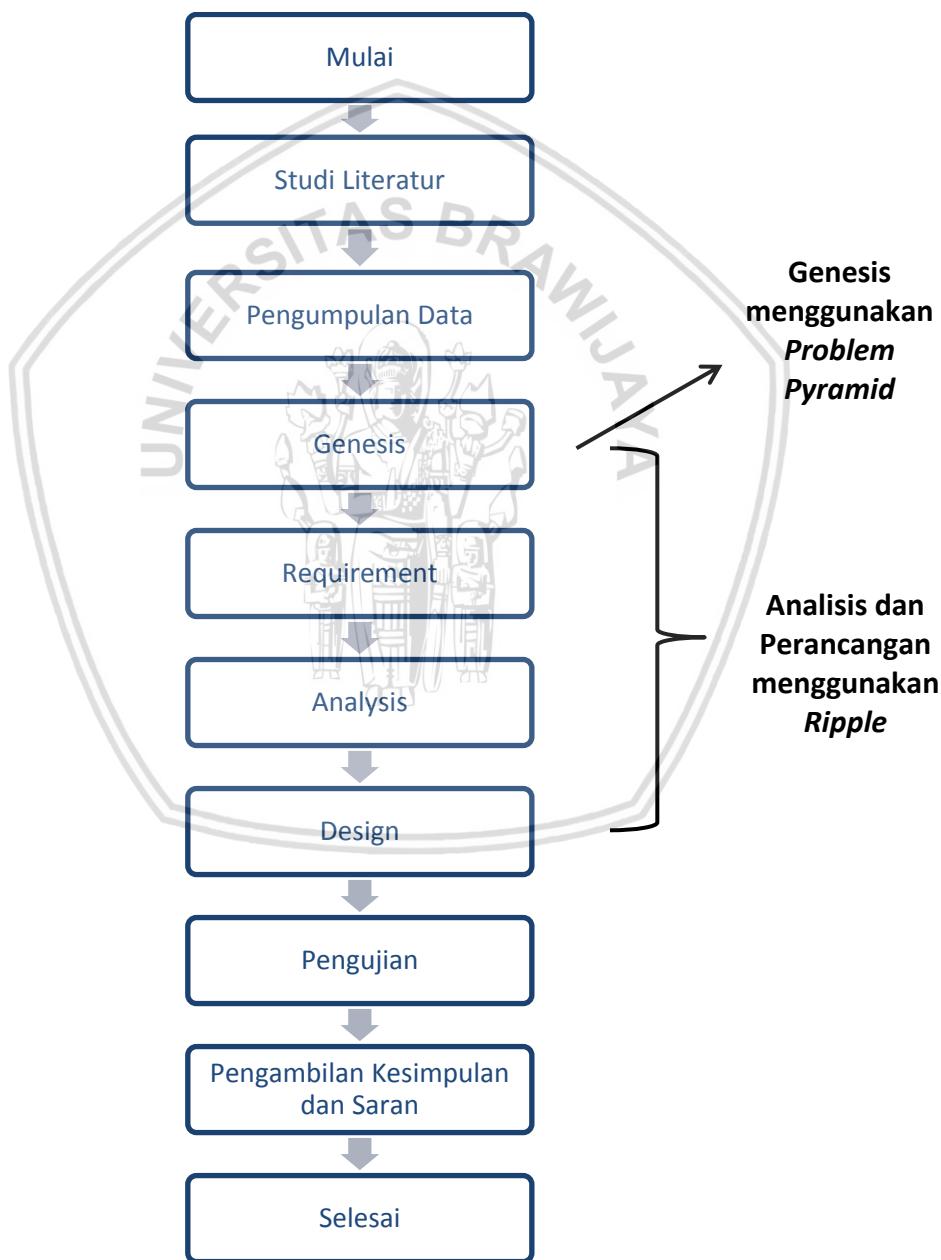 Mulai
Studi Literatur
UNIVERSITAS BRAWIJAYA
Pengumpulan Data
Genesis
Requirement
Analysis
Design
Pengujian
Pengambilan Kesimpulan
dan Saran
Selesai
Genesis
menggunakan
Problem
Pyramid
Analisis dan
Perancangan
menggunakan
Ripple